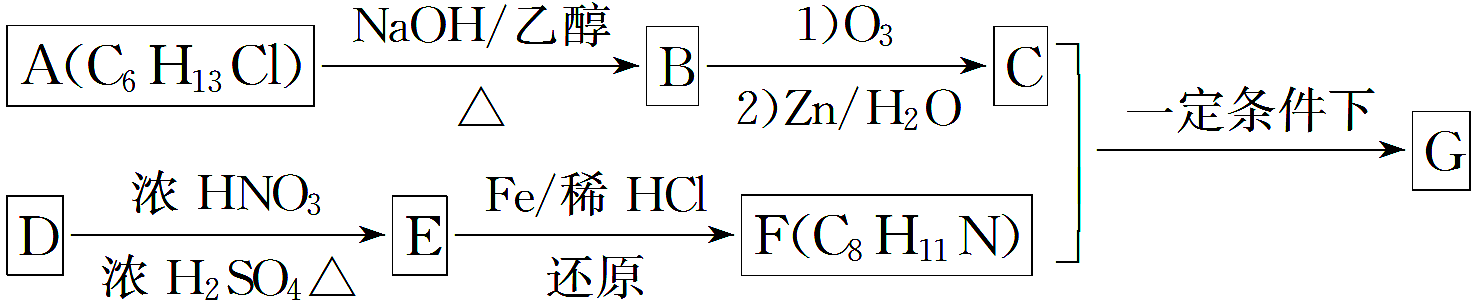 A(C₆H₁₃Cl) NaOH/乙醇 △ B 1)O₃ 2)Zn/H₂O C
一定条件下 G
D 浓 HNO₃ 浓 H₂SO₄△ E Fe/稀 HCl 还原 F(C₈H₁₁N)